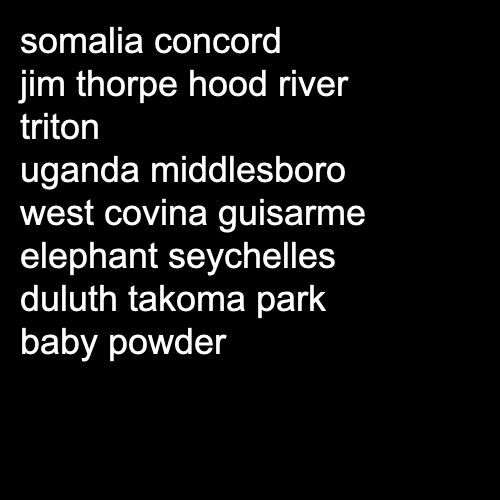 somalia concord
jim thorpe hood river
triton
uganda middlesboro
west covina guisarme
elephant seychelles
duluth takoma park
baby powder